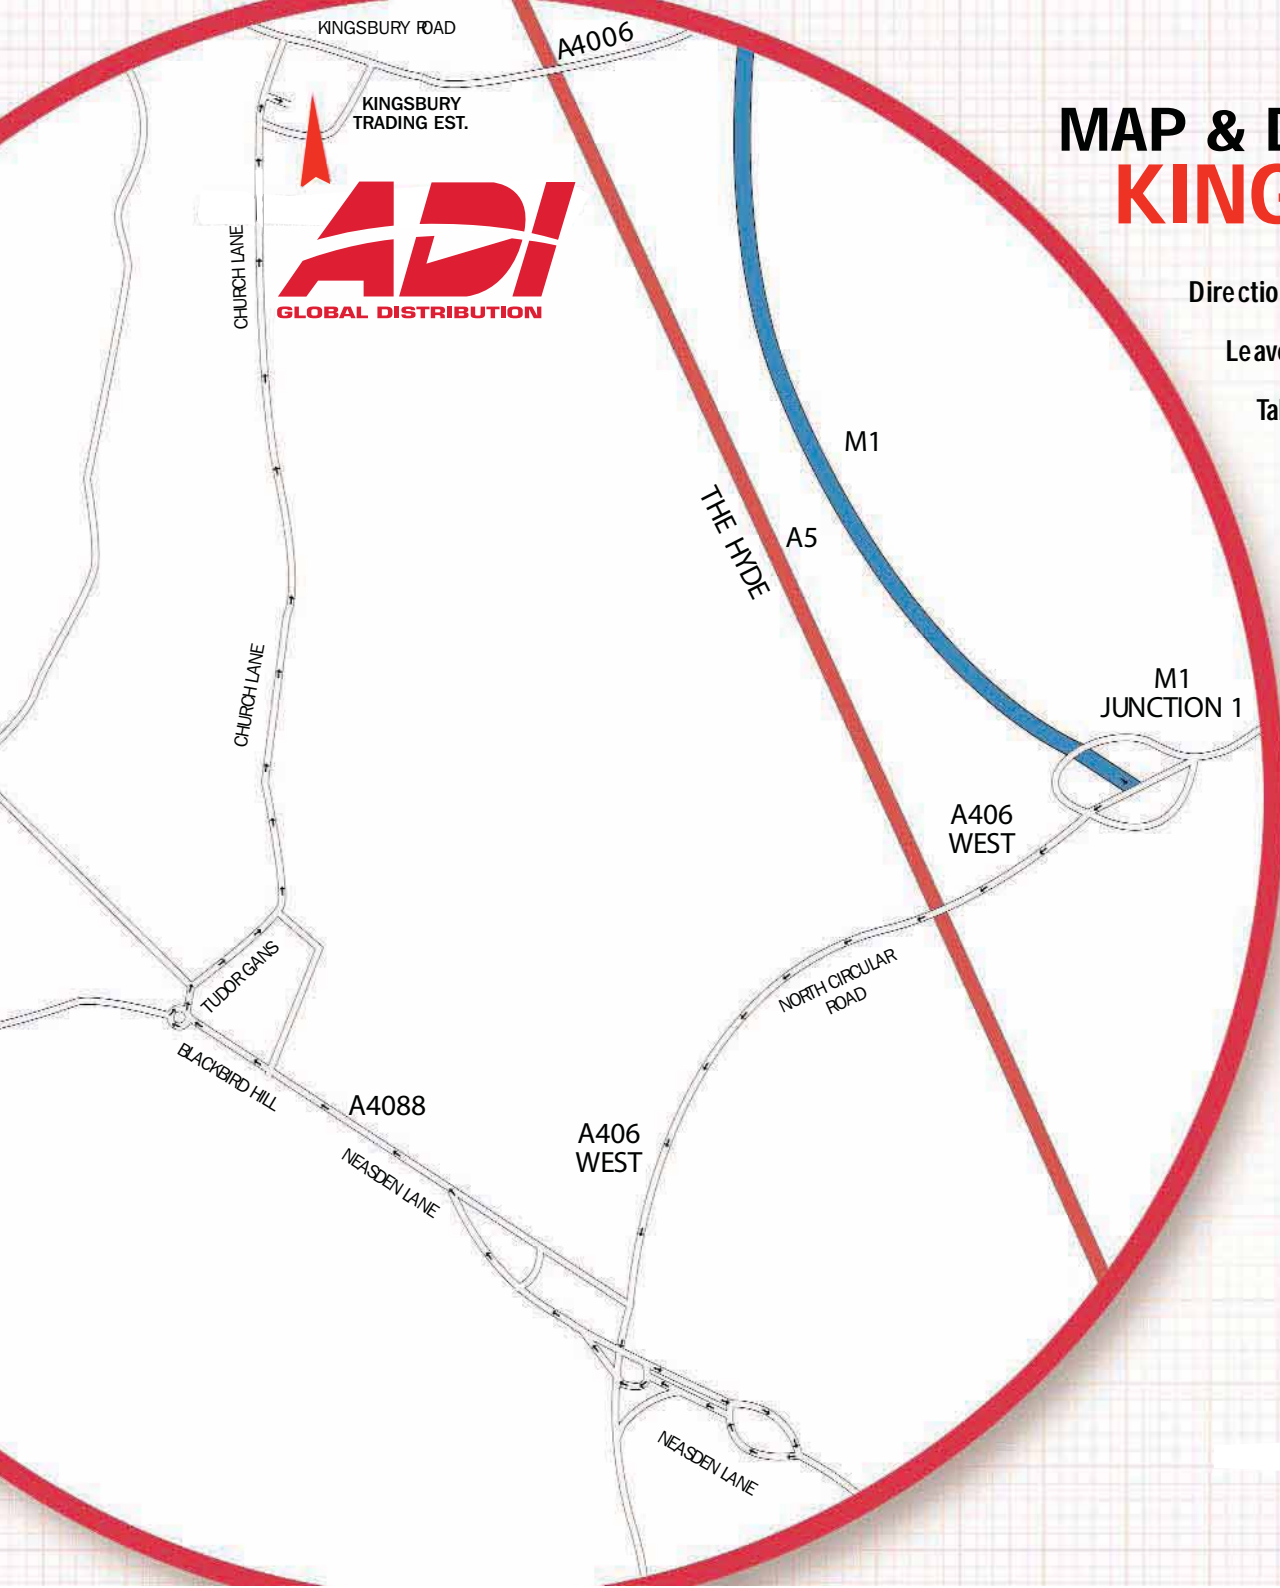 KINGSBURY ROAD
A4006
KINGSBURY
TRADING EST.
MAP & D
KING
ADI
GLOBAL DISTRIBUTION
CHURCH LANE
Directio
Leave
Tal
M1
THE HYDE
A5
CHURCH LANE
M1
JUNCTION 1
A406
WEST
TUDOR GANS
NORTH CIRCULAR
ROAD
BLACKBIRD HILL
A4088
A406
WEST
NEASDEN LANE
NEASDEN LANE